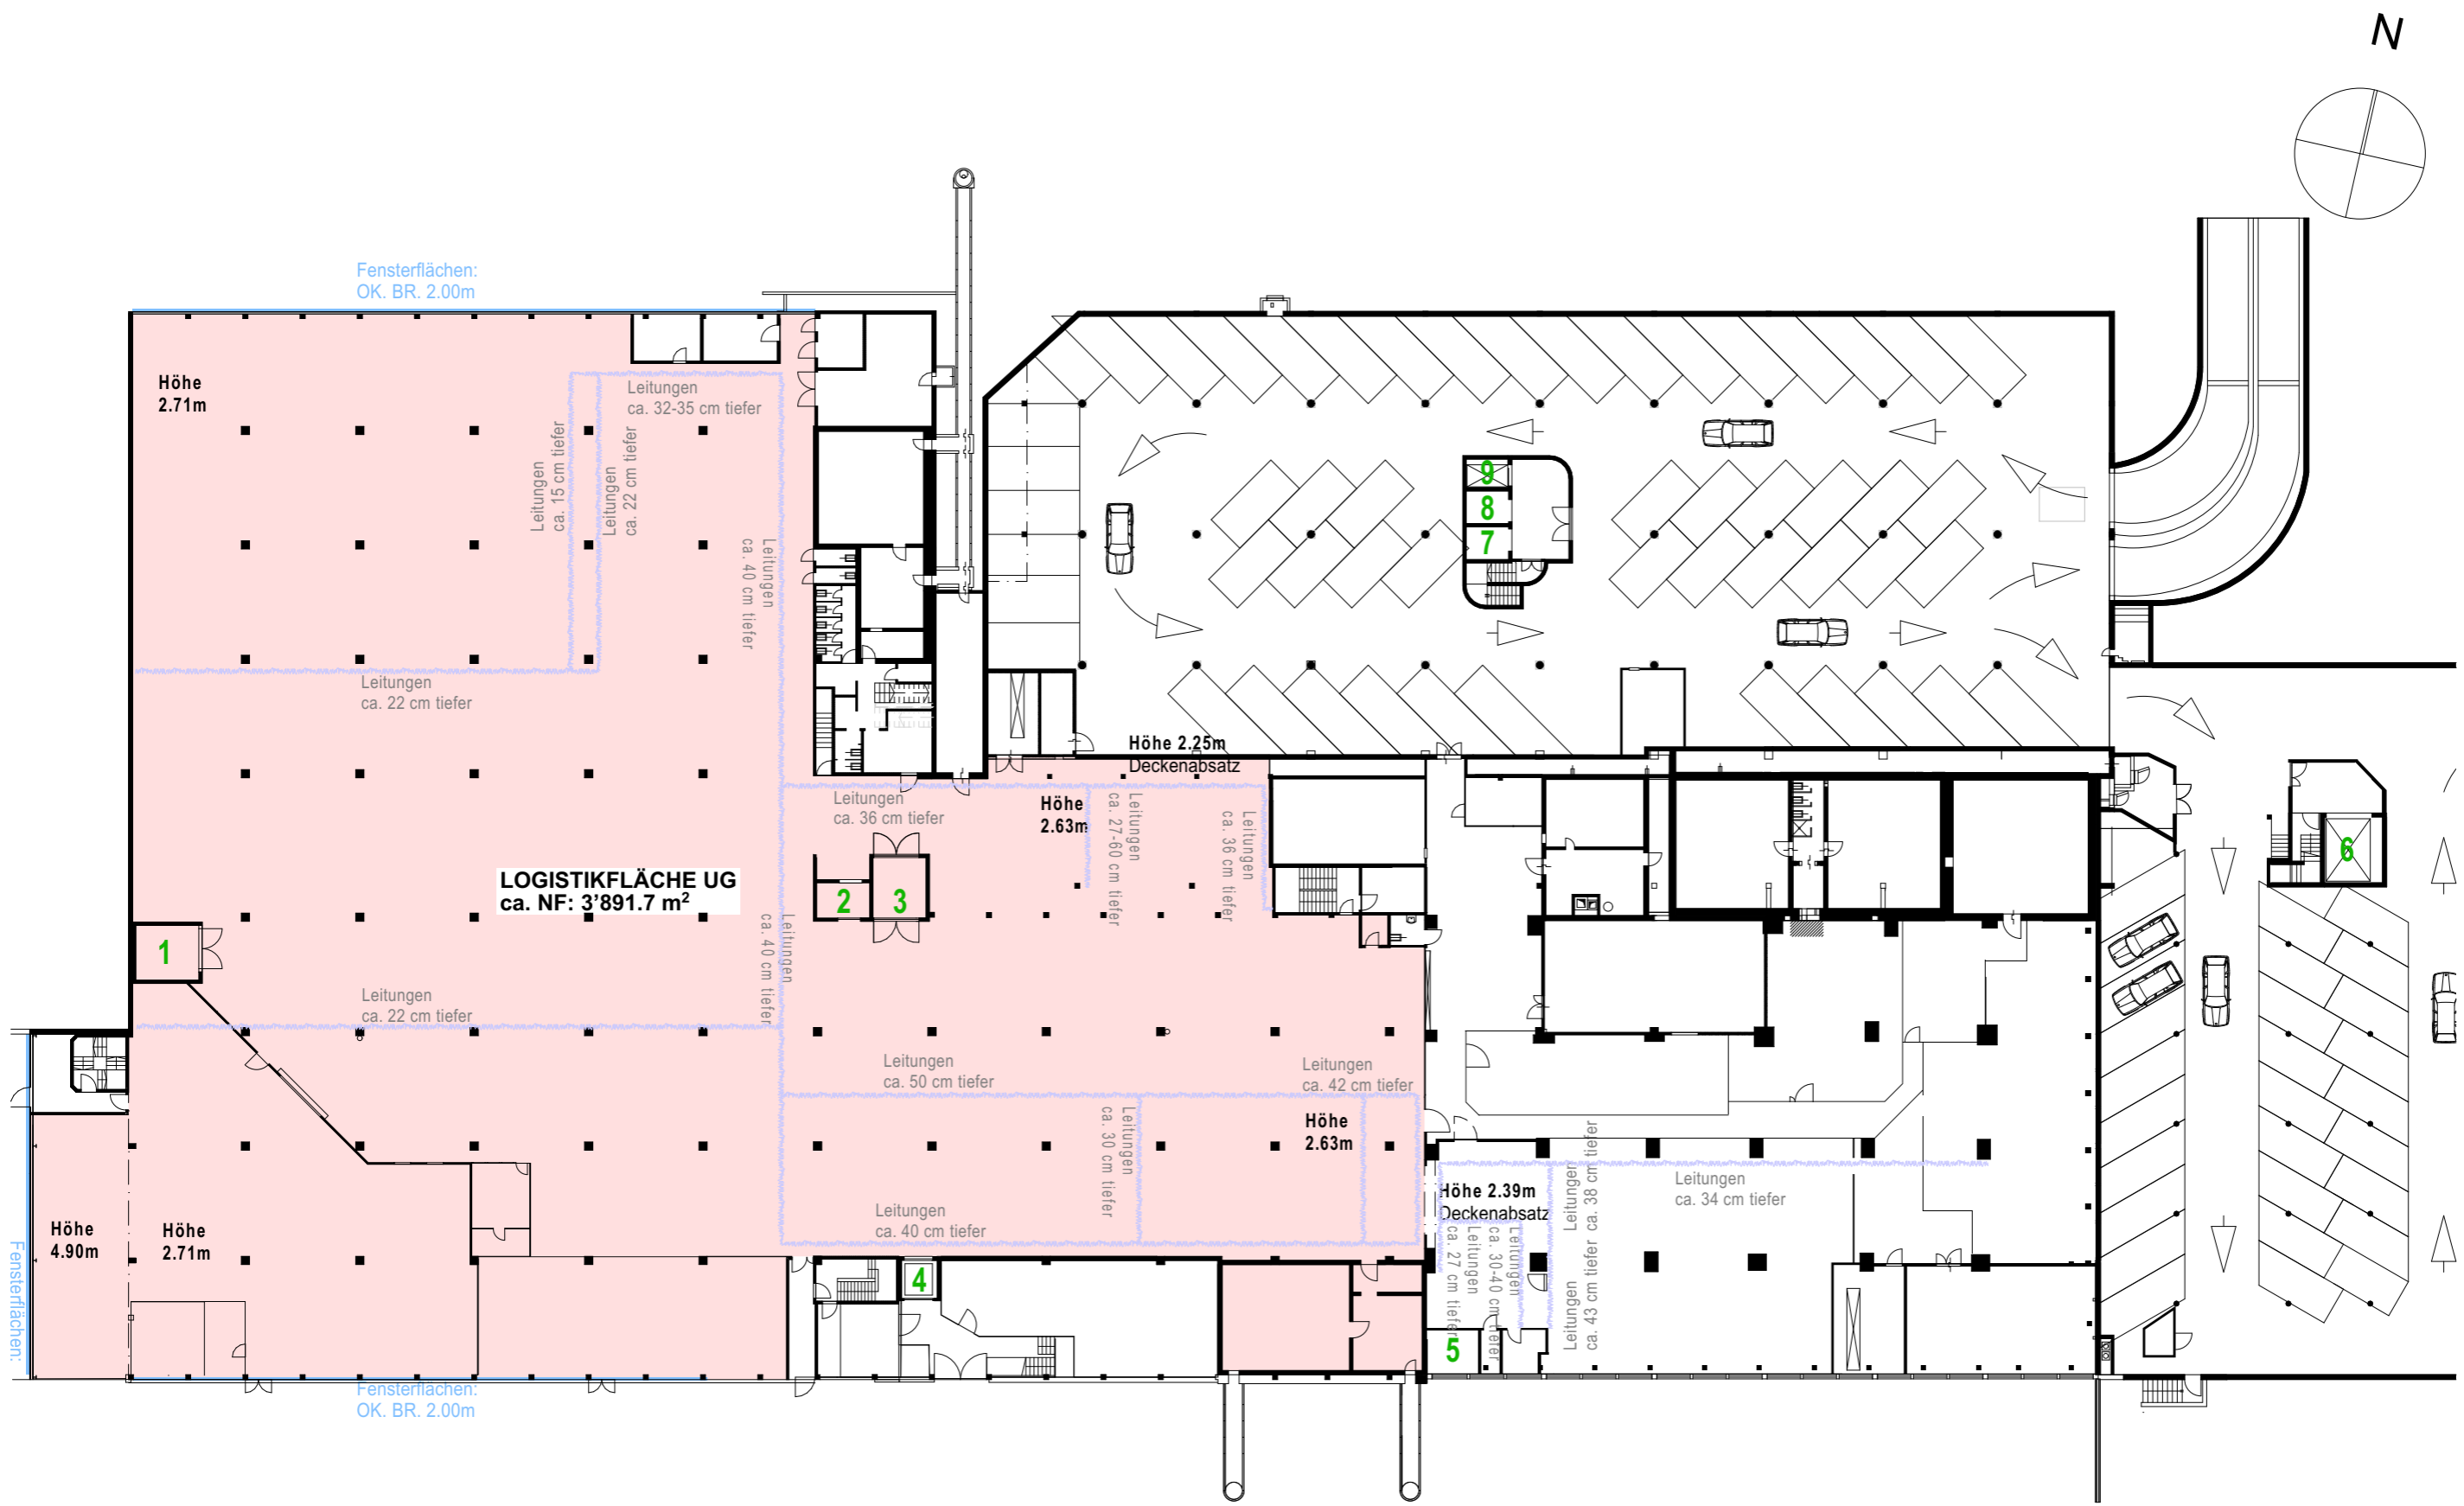 N
Fensterflächen:
OK. BR. 2.00m
Höhe
2.71m
Leitungen
ca. 32-35 cm tiefer
Leitungen
ca. 15 cm tiefer
Leitungen
ca. 22 cm tiefer
Leitungen
ca. 40 cm tiefer
9
8
7
Leitungen
ca. 22 cm tiefer
Höhe 2.25m
Deckenabsatz
Leitungen
ca. 36 cm tiefer
Höhe
2.63m
Leitungen
ca. 27-60 cm tiefer
Leitungen
ca. 36 cm tiefer
6
LOGISTIKFLÄCHE UG
ca. NF: 3'891.7 m²
2
3
1
Leitungen
ca. 40 cm tiefer
Leitungen
ca. 22 cm tiefer
Leitungen
ca. 50 cm tiefer
Leitungen
ca. 42 cm tiefer
Höhe
2.63m
Leitungen
ca. 30 cm tiefer
Leitungen
ca. 38 cm tiefer
Leitungen
ca. 34 cm tiefer
Höhe 2.39m
Deckenabsatz
Höhe
4.90m
Höhe
2.71m
Leitungen
ca. 40 cm tiefer
Leitungen
ca. 27 cm tiefer
Leitungen
ca. 30-40 cm tiefer
Leitungen
ca. 43 cm tiefer
4
5
Fensterflächen:
Fensterflächen:
OK. BR. 2.00m